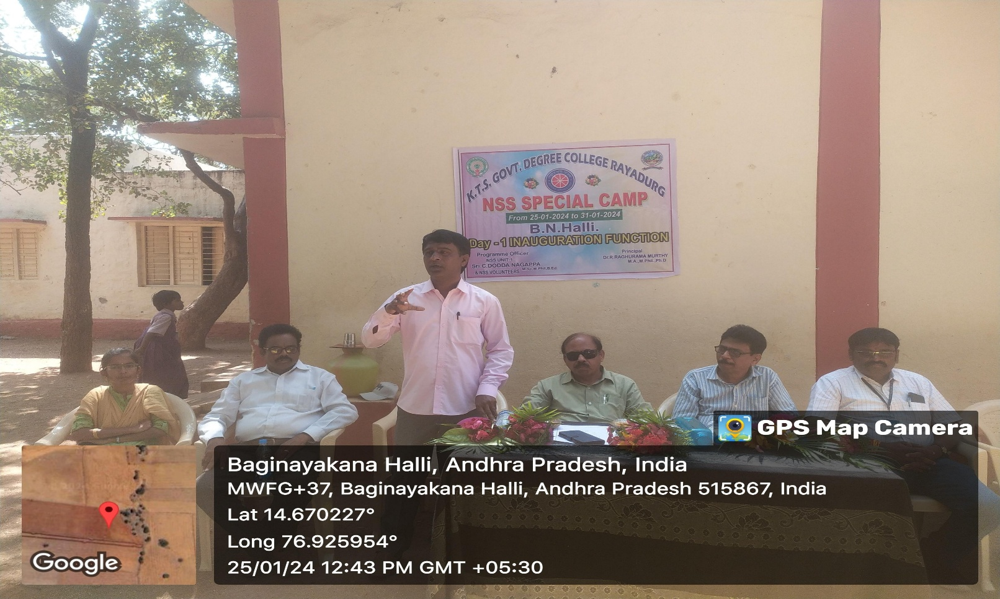 K.T.S. GOVT. DEGREE COLLEGE RAYADURG
NSS SPECIAL CAMP
From 25-01-2024 to 31-01-2024
B.N.Halli.
Day - 1 INAUGURATION FUNCTION
Programme Officer
NSS UNIT-1
Sri.C.DODDA NAGAPPA
M.Sc,M.Phil,B.Ed
& NSS VOLUNTEERS
Principal
Dr.R RAGHURAMA MURTHY
M.A.,M.Phil.,Ph.D
GPS Map Camera
Baginayakana Halli, Andhra Pradesh, India
MWFG+37, Baginayakana Halli, Andhra Pradesh 515867, India
Lat 14.670227°
Long 76.925954°
25/01/24 12:43 PM GMT +05:30
Google